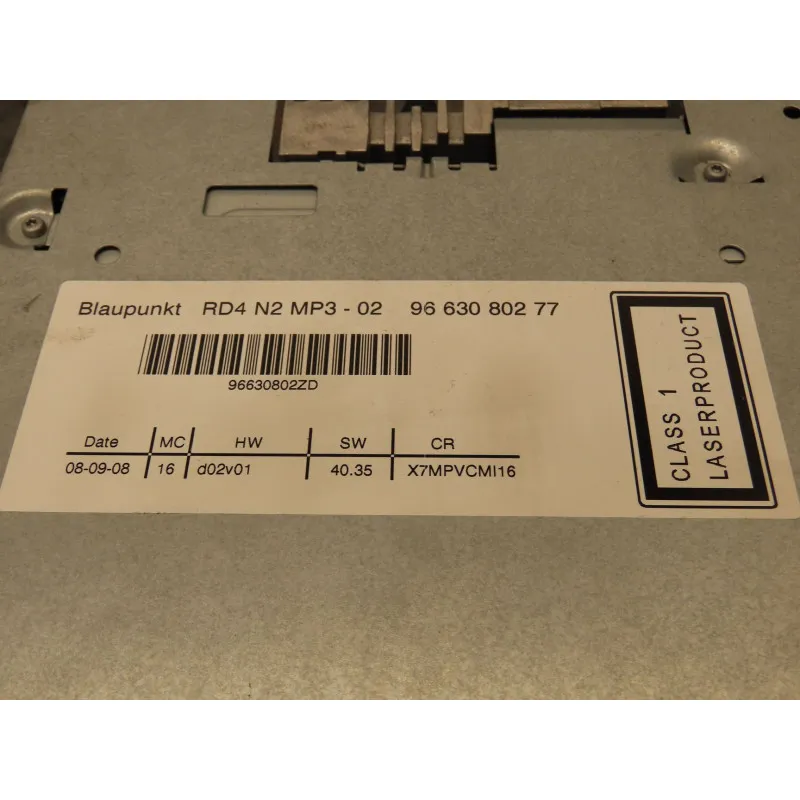 Blaupunkt RD4 N2 MP3 - 02 96 630 802 77
96630802ZD
Date MC HW SW CR
08-09-08 16 d02v01 40.35 X7MPVCMI16
CLASS 1
LASERPRODUCT